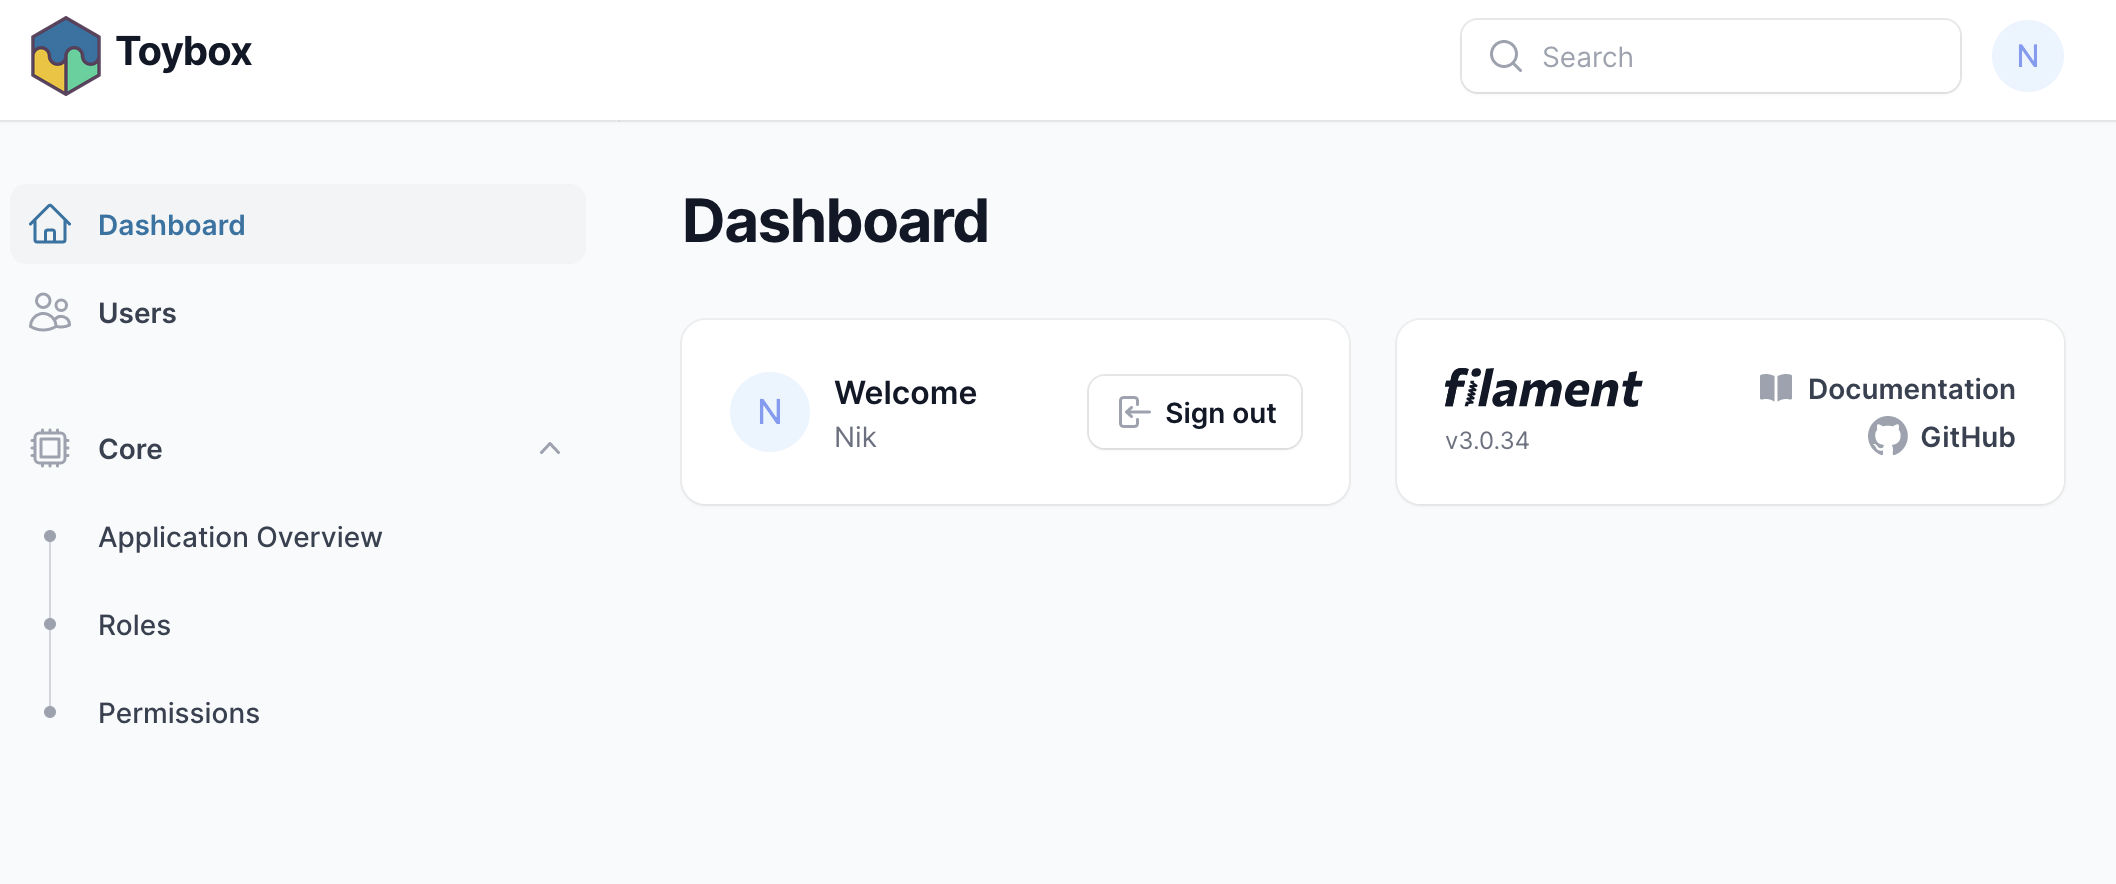 Toybox
Search
N
Dashboard
Users
Core
Application Overview
Roles
Permissions
Dashboard
N
Welcome
Nik
Sign out
filament
v3.0.34
Documentation
GitHub